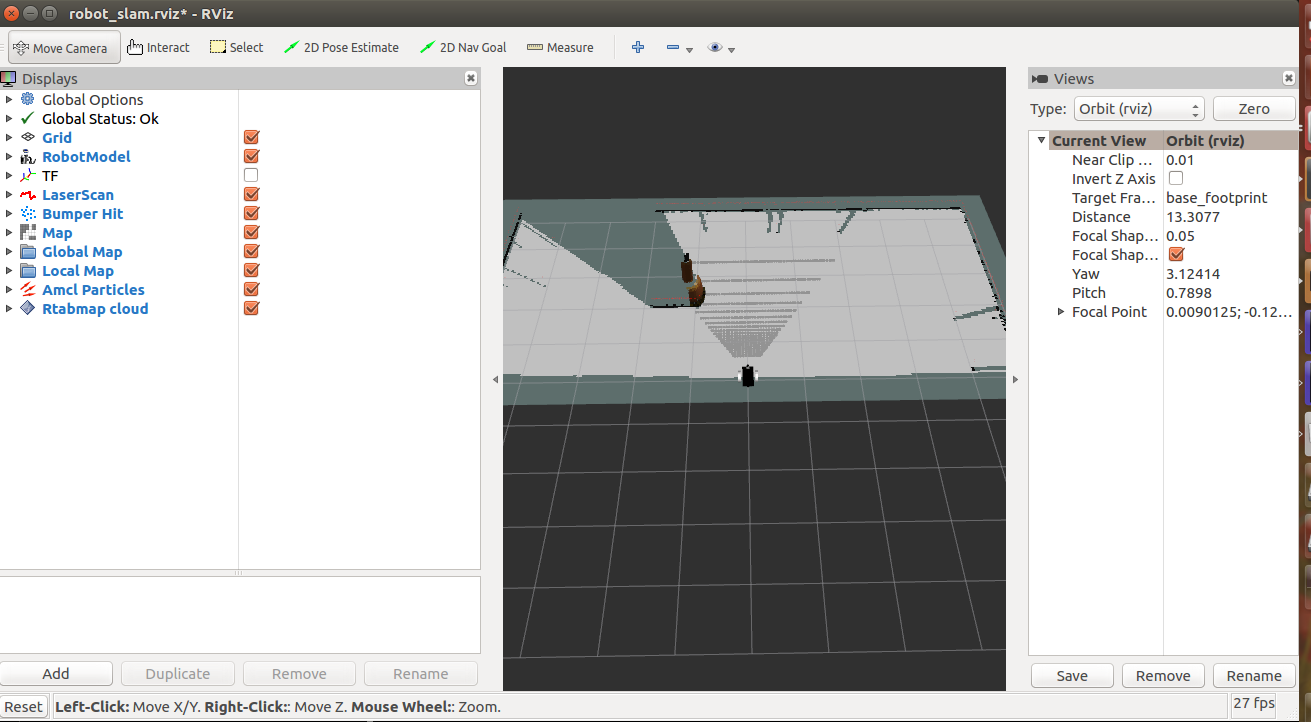 robot_slam.rviz* - RViz
Move Camera Interact Select 2D Pose Estimate 2D Nav Goal Measure
Displays
Global Options
Global Status: Ok
Grid
RobotModel
TF
LaserScan
Bumper Hit
Map
Global Map
Local Map
Amcl Particles
Rtabmap cloud
Add Duplicate Remove Rename
Views
Type: Orbit (rviz) Zero
Current View Orbit (rviz)
Near Clip ... 0.01
Invert Z Axis
Target Fra... base_footprint
Distance 13.3077
Focal Shap... 0.05
Focal Shap...
Yaw 3.12414
Pitch 0.7898
Focal Point 0.0090125; -0.12...
Save Remove Rename
Reset Left-Click: Move X/Y. Right-Click:: Move Z. Mouse Wheel:: Zoom. 27 fps